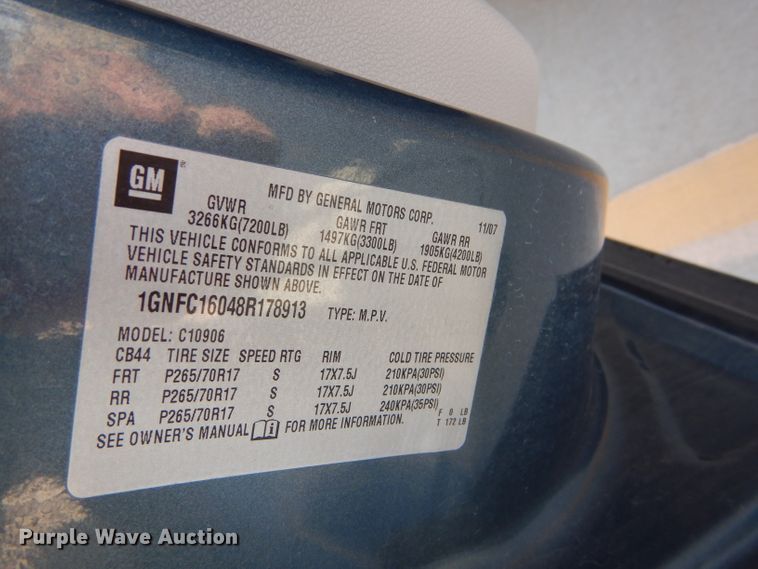 GM
®
MFD BY GENERAL MOTORS CORP. 11/07
GVWR GAWR FRT GAWR RR
3266KG(7200LB) 1497KG(3300LB) 1905KG(4200LB)
THIS VEHICLE CONFORMS TO ALL APPLICABLE U.S. FEDERAL MOTOR
VEHICLE SAFETY STANDARDS IN EFFECT ON THE DATE OF
MANUFACTURE SHOWN ABOVE.
1GNFC16048R178913 TYPE: M.P.V.
MODEL: C10906
CB44 TIRE SIZE SPEED RTG RIM COLD TIRE PRESSURE
FRT P265/70R17 S 17X7.5J 210KPA(30PSI)
RR P265/70R17 S 17X7.5J 210KPA(30PSI)
SPA P265/70R17 S 17X7.5J 240KPA(35PSI)
SEE OWNER'S MANUAL i FOR MORE INFORMATION.
F 0 LB
T 172 LB
Purple Wave Auction